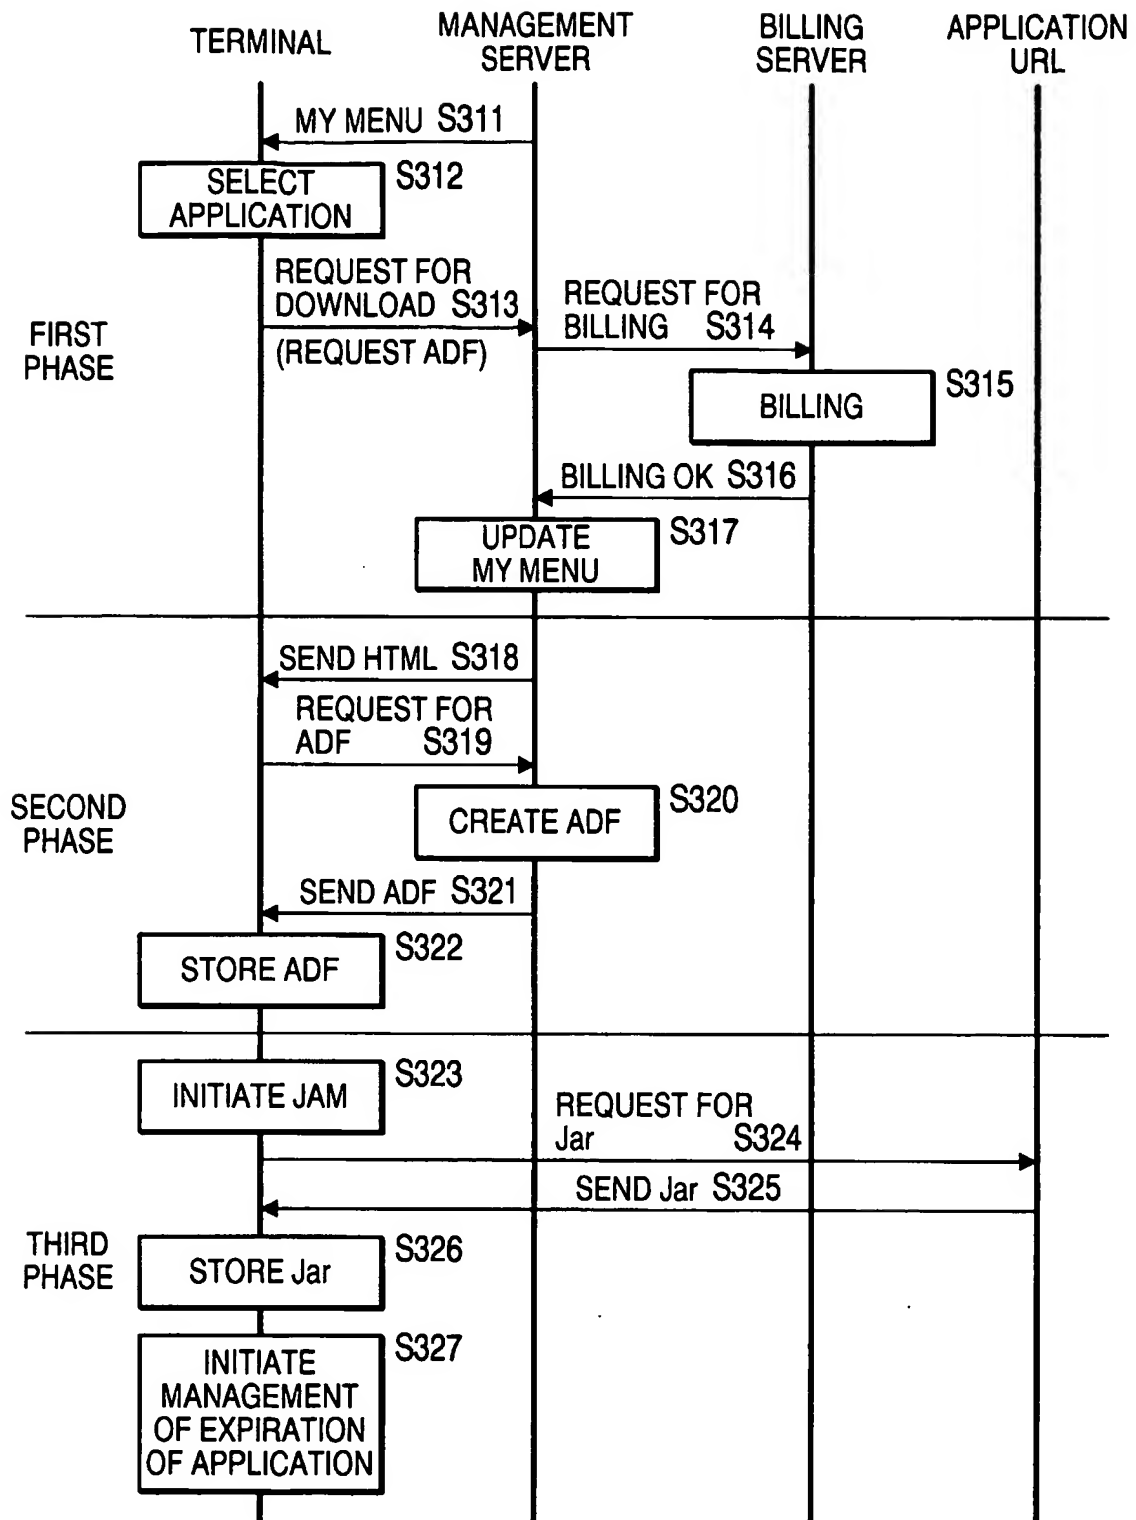 TERMINAL
MANAGEMENT
SERVER
BILLING
SERVER
APPLICATION
URL
MY MENU S311
SELECT
APPLICATION
S312
REQUEST FOR
DOWNLOAD S313
(REQUEST ADF)
REQUEST FOR
BILLING S314
FIRST
PHASE
BILLING
S315
BILLING OK S316
UPDATE
MY MENU
S317
SEND HTML S318
REQUEST FOR
ADF S319
SECOND
PHASE
CREATE ADF
S320
SEND ADF S321
STORE ADF
S322
INITIATE JAM
S323
REQUEST FOR
Jar S324
SEND Jar S325
THIRD
PHASE
STORE Jar
S326
INITIATE
MANAGEMENT
OF EXPIRATION
OF APPLICATION
S327